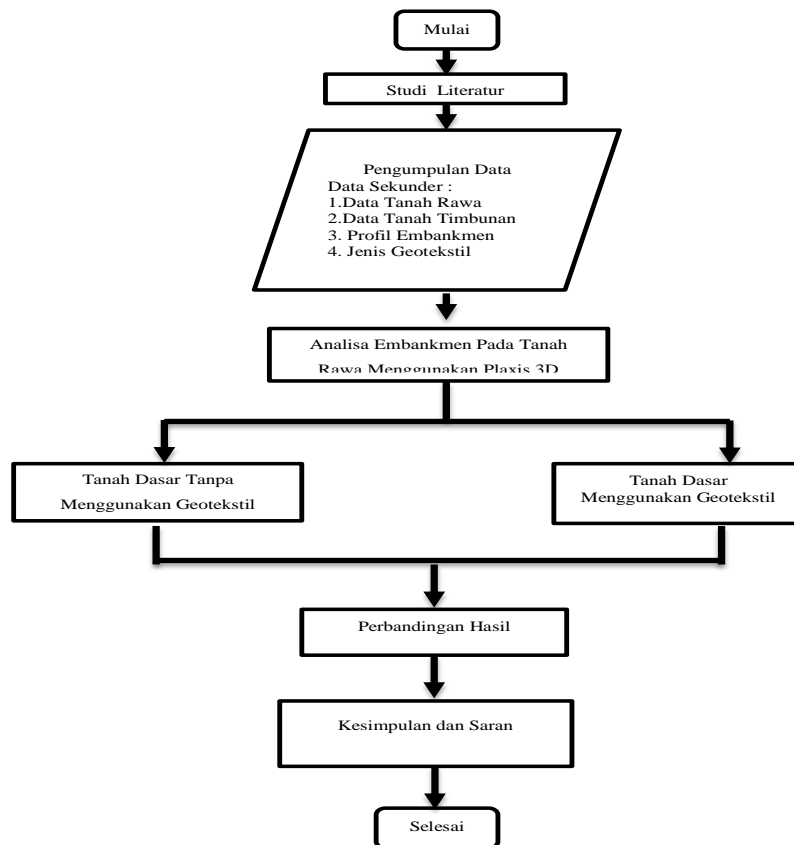 Mulai
Studi Literatur
Pengumpulan Data
Data Sekunder :
1.Data Tanah Rawa
2.Data Tanah Timbunan
3. Profil Embankmen
4. Jenis Geotekstil
Analisa Embankmen Pada Tanah
Rawa Menggunakan Plaxis 3D
Tanah Dasar Tanpa
Menggunakan Geotekstil
Tanah Dasar
Menggunakan Geotekstil
Perbandingan Hasil
Kesimpulan dan Saran
Selesai